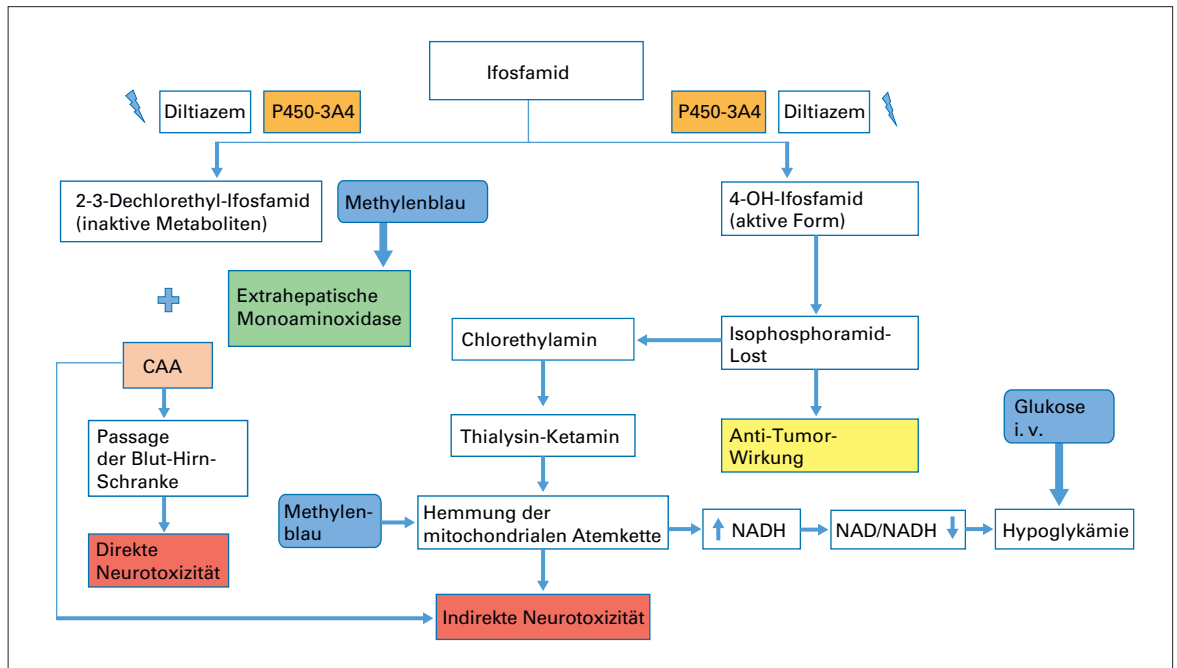 Ifosfamid
Diltiazem
P450-3A4
P450-3A4
Diltiazem
2-3-Dechlorethyl-Ifosfamid
(inaktive Metaboliten)
Methylenblau
4-OH-Ifosfamid
(aktive Form)
Extrahepatische
Monoaminoxidase
Chlorethylamin
Isophosphoramid-
Lost
CAA
Passage
der Blut-Hirn-
Schranke
Thialysin-Ketamin
Anti-Tumor-
Wirkung
Glukose
i. v.
Methylen-
blau
Hemmung der
mitochondrialen Atemkette
NADH
NAD/NADH
Hypoglykämie
Direkte
Neurotoxizität
Indirekte Neurotoxizität